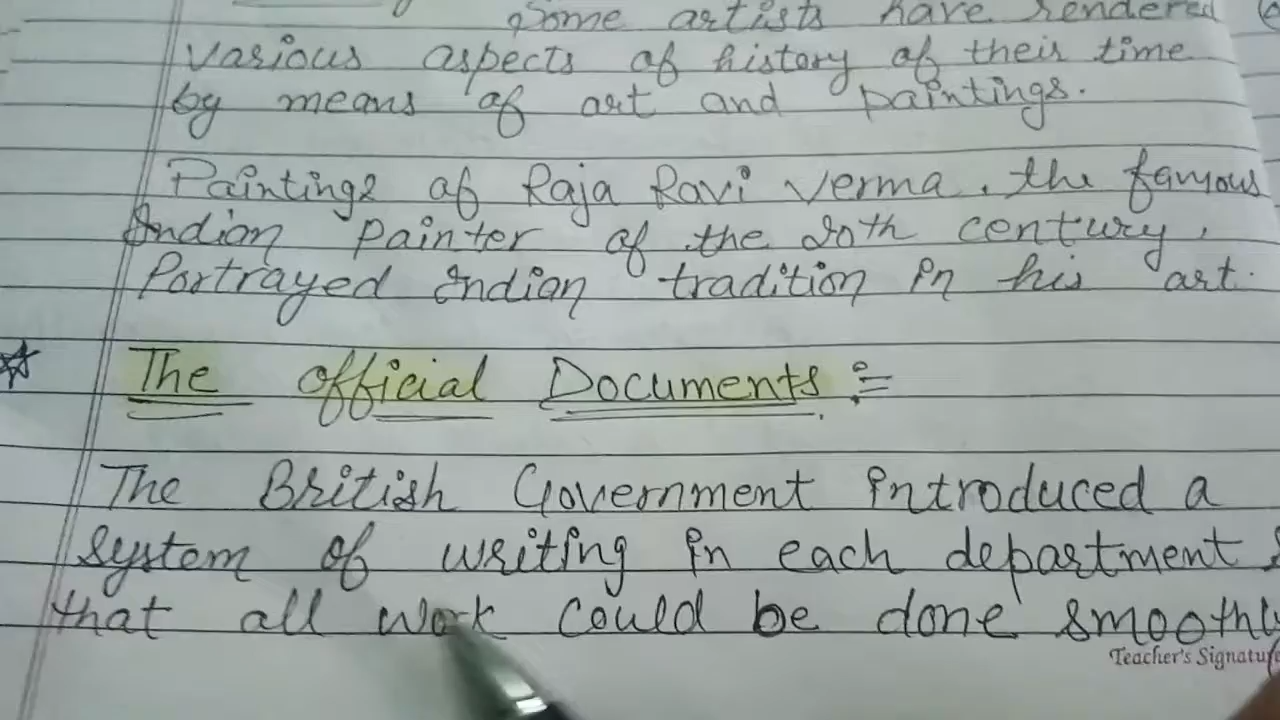 Some artists have rendered
various aspects of history of their time
by means of art and paintings.
Paintings of Raja Ravi Verma, the famous
Indian Painter of the 20th century,
Portrayed Indian tradition in his art.
The Official Documents :=
The British Government introduced a
system of writing in each department
that all work could be done smoothly
Teacher's Signature